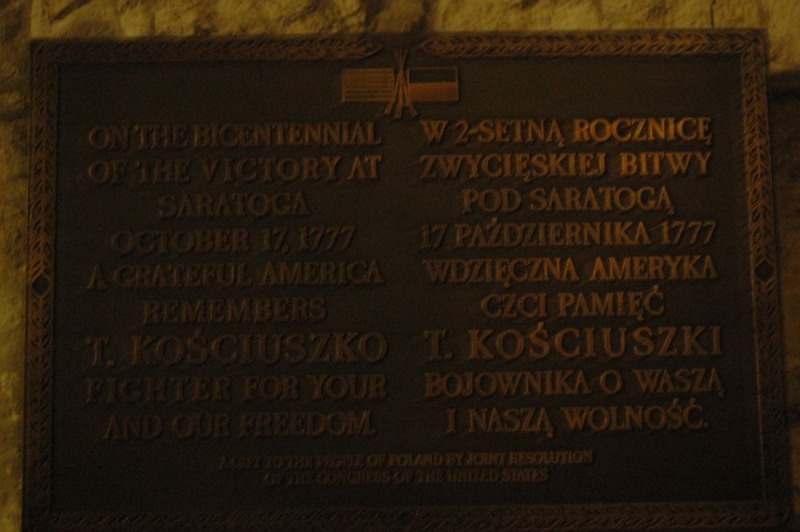 ON THE BICENTENNIAL
OF THE VICTORY AT
SARATOGA
OCTOBER 17, 1777
A GRATEFUL AMERICA
REMEMBERS
T. KOŚCIUSZKO
FIGHTER FOR YOUR
AND OUR FREEDOM.
W 2-SETNĄ ROCZNICĘ
ZWYCIĘSKIEJ BITWY
POD SARATOGĄ
17 PAŹDZIERNIKA 1777
WDZIĘCZNA AMERYKA
CZCI PAMIĘĆ
T. KOŚCIUSZKI
BOJOWNIKA O WASZĄ
I NASZĄ WOLNOŚĆ.
A GIFT TO THE PEOPLE OF POLAND BY JOINT RESOLUTION
OF THE CONGRESS OF THE UNITED STATES